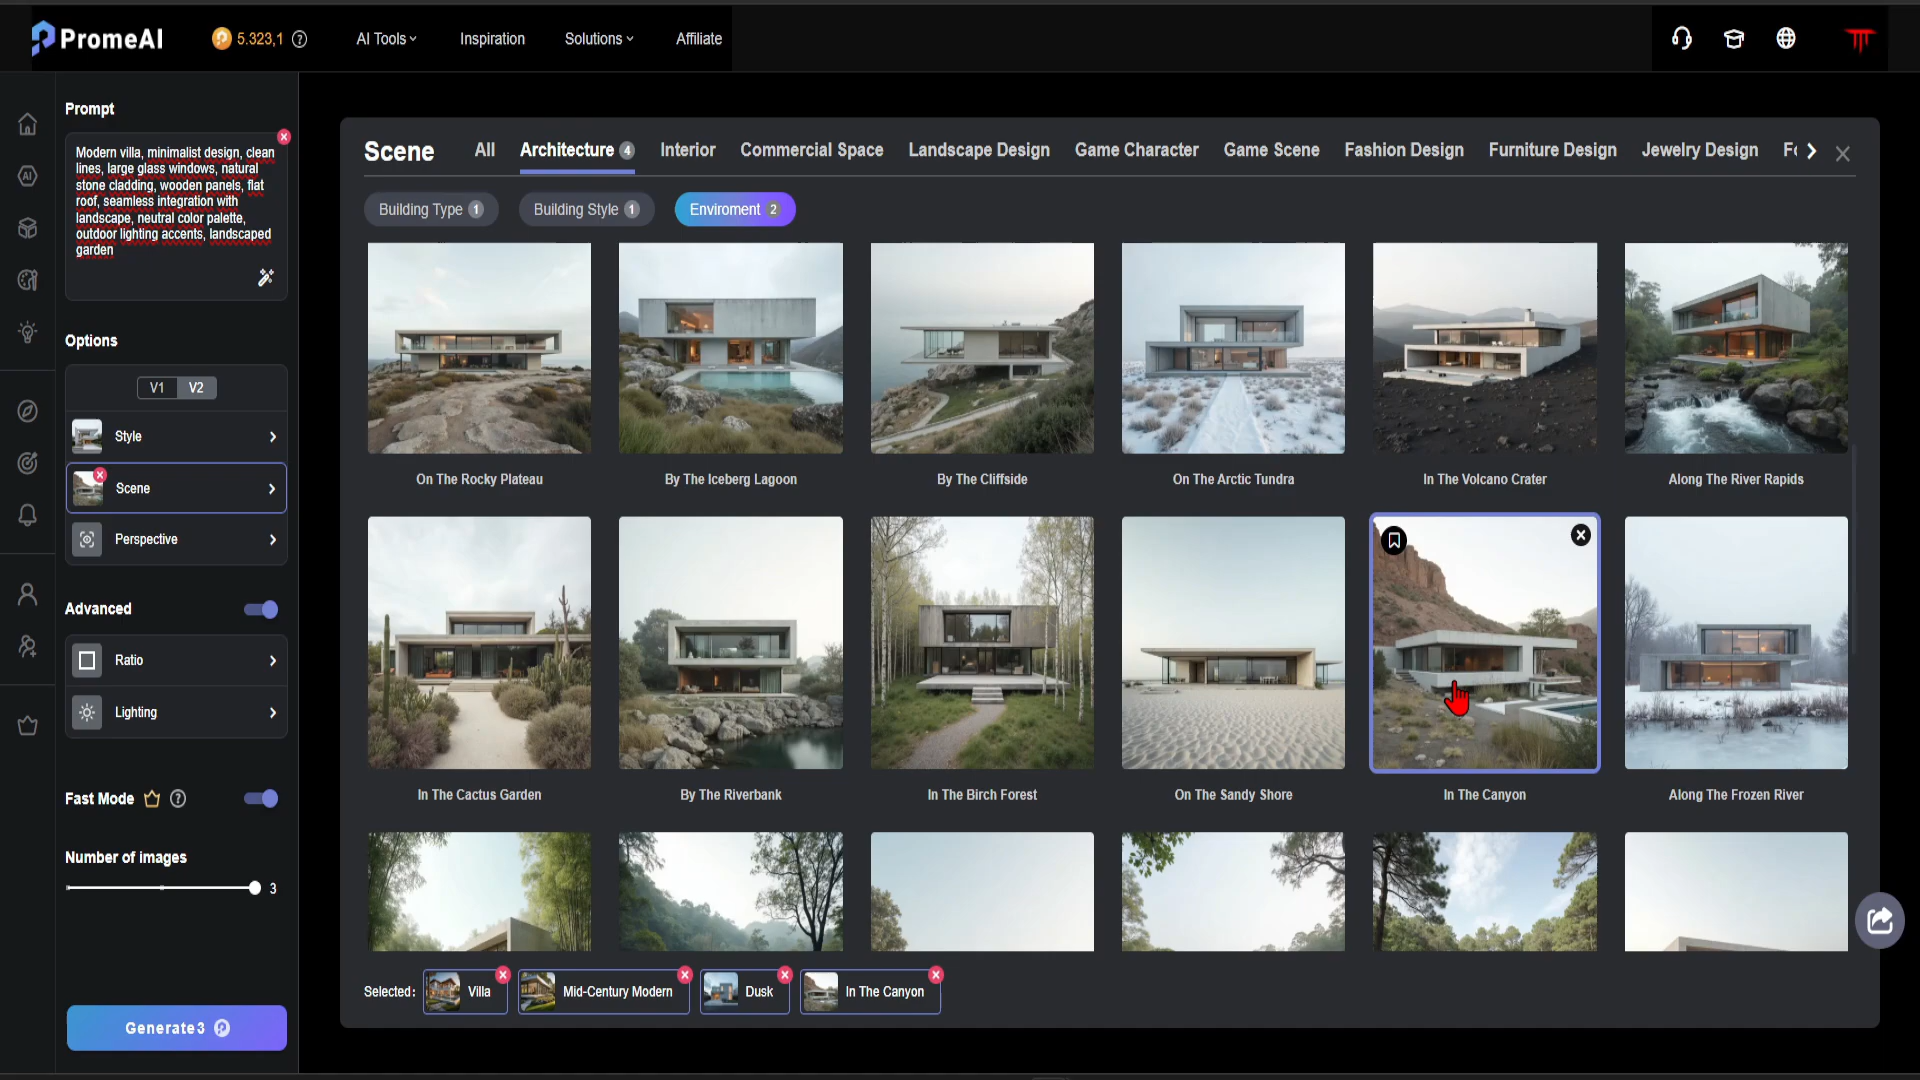 PromeAI
5.323,1
AI Tools
Inspiration
Solutions
Affiliate
Prompt
Modern villa, minimalist design, clean
lines, large glass windows, natural
stone cladding, wooden panels, flat
roof, seamless integration with
landscape, neutral color palette,
outdoor lighting accents, landscaped
garden
Options
V1 V2
Style
Scene
Perspective
Advanced
Ratio
Lighting
Fast Mode
Number of images
3
Generate3
Scene
All
Architecture 4
Interior
Commercial Space
Landscape Design
Game Character
Game Scene
Fashion Design
Furniture Design
Jewelry Design
Building Type 1
Building Style 1
Enviroment 2
On The Rocky Plateau
By The Iceberg Lagoon
By The Cliffside
On The Arctic Tundra
In The Volcano Crater
Along The River Rapids
In The Cactus Garden
By The Riverbank
In The Birch Forest
On The Sandy Shore
In The Canyon
Along The Frozen River
Selected:
Villa
Mid-Century Modern
Dusk
In The Canyon